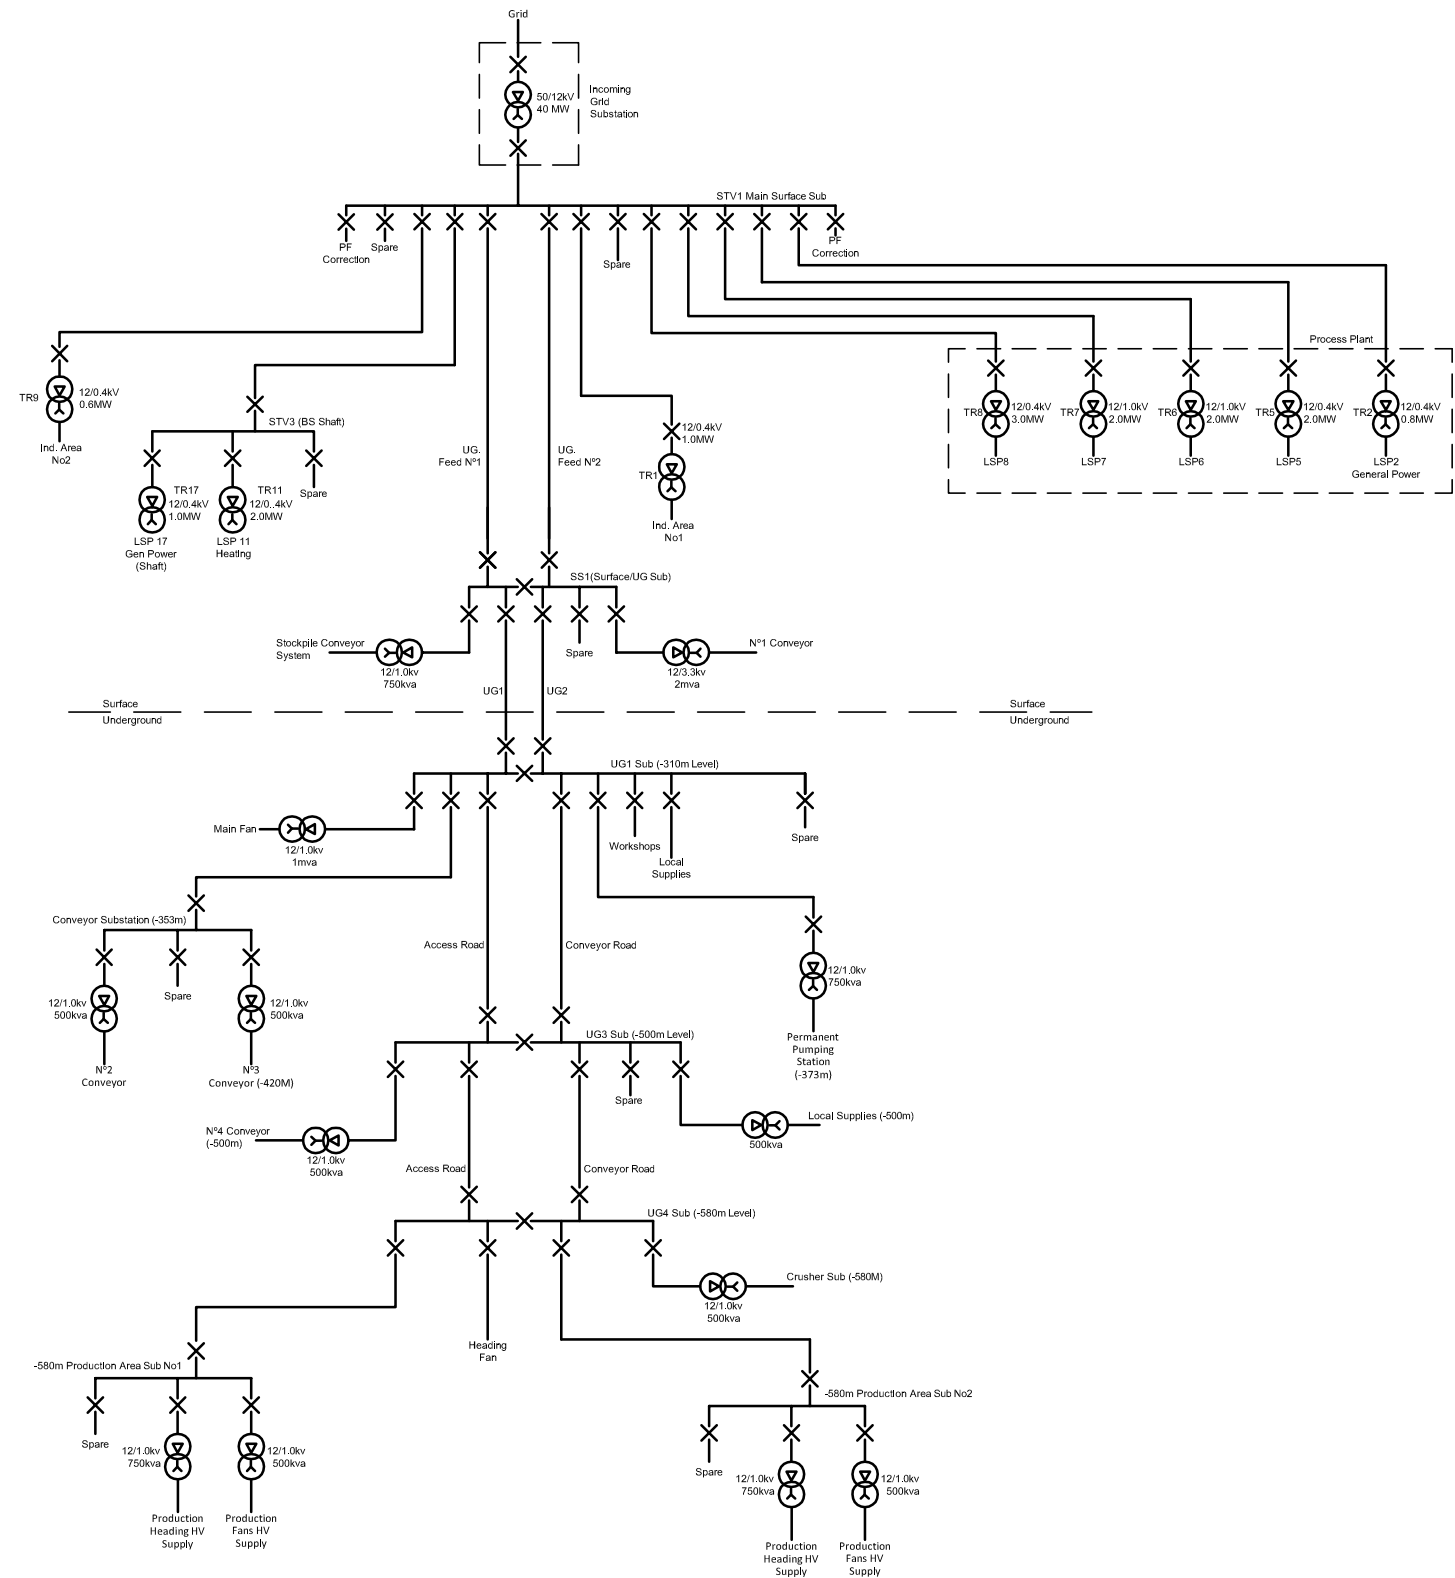 Grid
50/12kV
40 MW
Incoming
Grid
Substation
STV1 Main Surface Sub
PF
Correction
Spare
Spare
PF
Correction
Process Plant
TR9
12/0.4kV
0.6MW
Ind. Area
No2
STV3 (BS Shaft)
TR17
12/0.4kV
1.0MW
LSP 17
Gen Power
(Shaft)
TR11
12/0..4kV
2.0MW
LSP 11
Heating
Spare
UG.
Feed Nº1
UG.
Feed Nº2
12/0.4kV
1.0MW
TR1
Ind. Area
No1
TR8
12/0.4kV
3.0MW
LSP8
TR7
12/1.0kV
2.0MW
LSP7
TR6
12/1.0kV
2.0MW
LSP6
TR5
12/0.4kV
2.0MW
LSP5
TR2
12/0.4kV
0.8MW
LSP2
General Power
SS1(Surface/UG Sub)
Stockpile Conveyor
System
12/1.0kv
750kva
Spare
12/3.3kv
2mva
Nº1 Conveyor
UG1
UG2
Surface
Underground
Surface
Underground
UG1 Sub (-310m Level)
Main Fan
12/1.0kv
1mva
Workshops
Local
Supplies
Spare
Conveyor Substation (-353m)
12/1.0kv
500kva
Nº2
Conveyor
Spare
12/1.0kv
500kva
Nº3
Conveyor (-420M)
Access Road
Conveyor Road
12/1.0kv
750kva
Permanent
Pumping
Station
(-373m)
UG3 Sub (-500m Level)
Nº4 Conveyor
(-500m)
12/1.0kv
500kva
Spare
500kva
Local Supplies (-500m)
Access Road
Conveyor Road
UG4 Sub (-580m Level)
Crusher Sub (-580M)
12/1.0kv
500kva
Heading
Fan
-580m Production Area Sub No1
Spare
12/1.0kv
750kva
Production
Heading HV
Supply
12/1.0kv
500kva
Production
Fans HV
Supply
-580m Production Area Sub No2
Spare
12/1.0kv
750kva
Production
Heading HV
Supply
12/1.0kv
500kva
Production
Fans HV
Supply